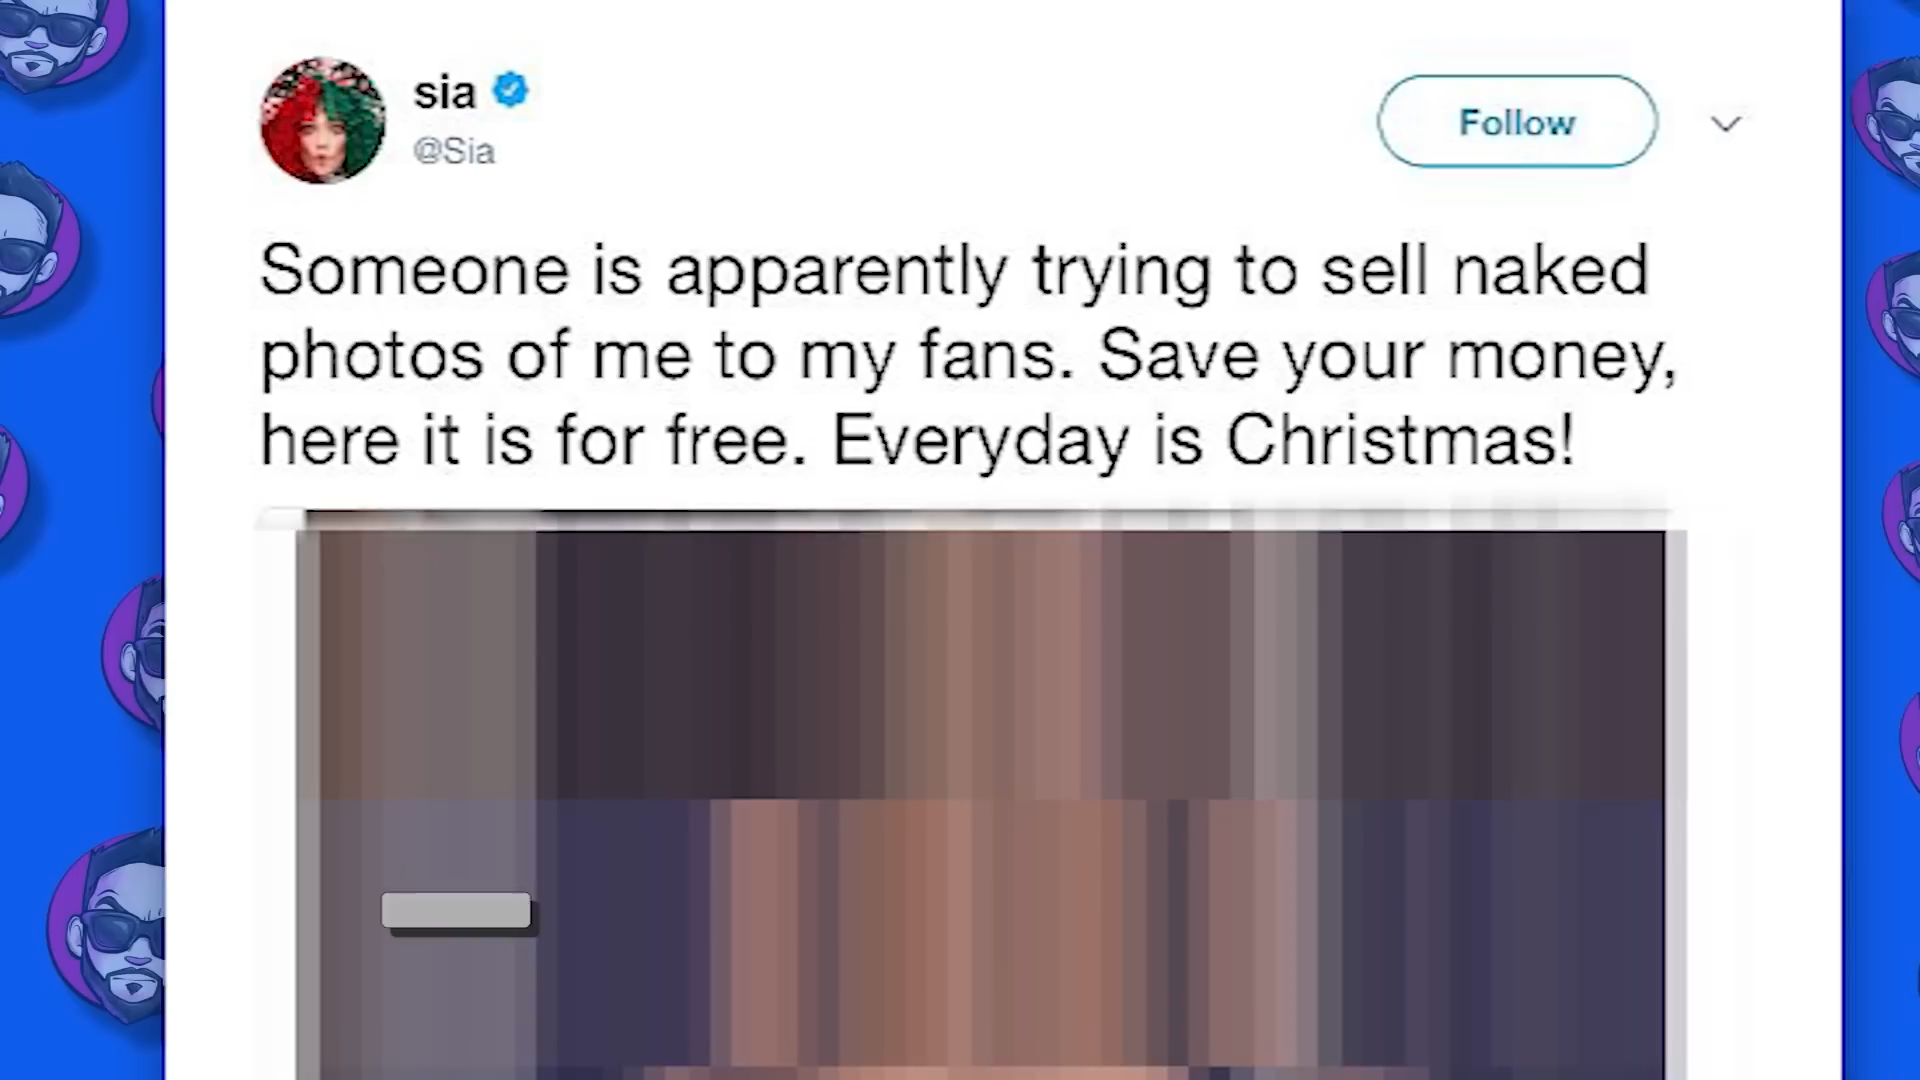 sia
@Sia
Follow
Someone is apparently trying to sell naked
photos of me to my fans. Save your money,
here it is for free. Everyday is Christmas!